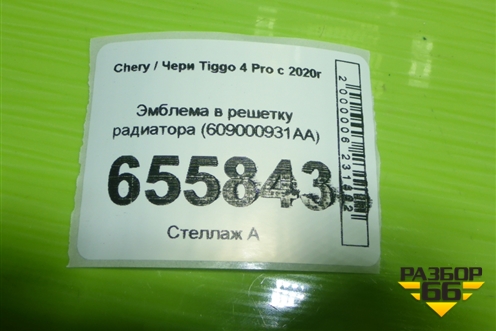 Chery / Чери Tiggo 4 Pro с 2020г
Эмблема в решетку
радиатора (609000931AA)
655843
Стеллаж А
РАЗБОР
66